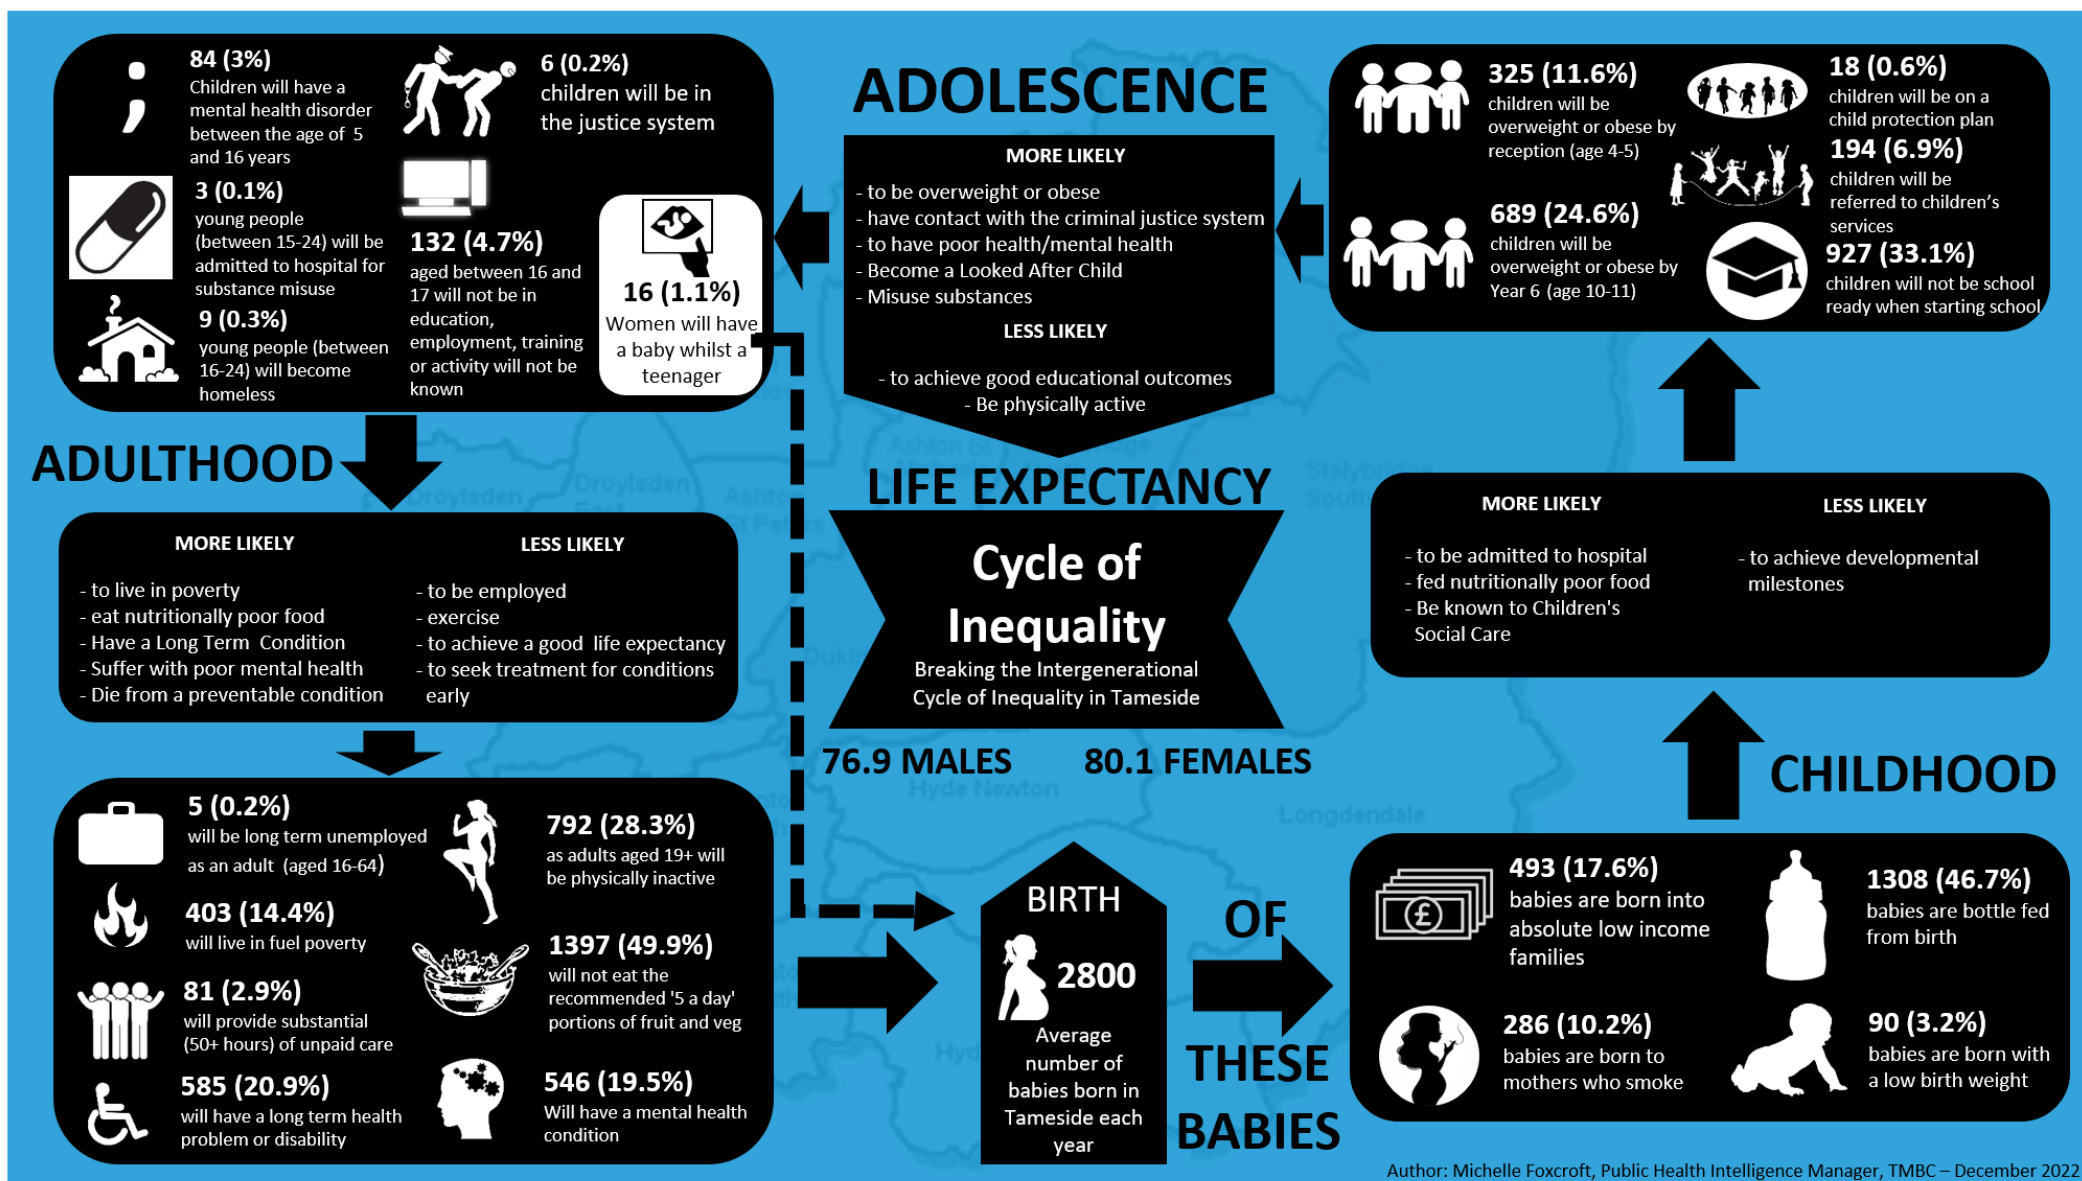 84 (3%)
Children will have a
mental health disorder
between the age of 5
and 16 years
3 (0.1%)
young people
(between 15-24) will be
admitted to hospital for
substance misuse
9 (0.3%)
young people (between
16-24) will become
homeless
6 (0.2%)
children will be in
the justice system
132 (4.7%)
aged between 16 and
17 will not be in
education,
employment, training
or activity will not be
known
16 (1.1%)
Women will have
a baby whilst a
teenager
ADOLESCENCE
MORE LIKELY
- to be overweight or obese
- have contact with the criminal justice system
- to have poor health/mental health
- Become a Looked After Child
- Misuse substances
LESS LIKELY
- to achieve good educational outcomes
- Be physically active
325 (11.6%)
children will be
overweight or obese by
reception (age 4-5)
689 (24.6%)
children will be
overweight or obese by
Year 6 (age 10-11)
18 (0.6%)
children will be on a
child protection plan
194 (6.9%)
children will be
referred to children's
services
927 (33.1%)
children will not be school
ready when starting school
ADULTHOOD
MORE LIKELY
- to live in poverty
- eat nutritionally poor food
- Have a Long Term Condition
- Suffer with poor mental health
- Die from a preventable condition
LESS LIKELY
- to be employed
- exercise
- to achieve a good life expectancy
- to seek treatment for conditions
early
LIFE EXPECTANCY
Cycle of
Inequality
Breaking the Intergenerational
Cycle of Inequality in Tameside
76.9 MALES
80.1 FEMALES
MORE LIKELY
- to be admitted to hospital
- fed nutritionally poor food
- Be known to Children's
Social Care
LESS LIKELY
- to achieve developmental
milestones
CHILDHOOD
5 (0.2%)
will be long term unemployed
as an adult (aged 16-64)
403 (14.4%)
will live in fuel poverty
81 (2.9%)
will provide substantial
(50+ hours) of unpaid care
585 (20.9%)
will have a long term health
problem or disability
792 (28.3%)
as adults aged 19+ will
be physically inactive
1397 (49.9%)
will not eat the
recommended '5 a day'
portions of fruit and veg
546 (19.5%)
Will have a mental health
condition
BIRTH
2800
Average
number of
babies born in
Tameside each
year
OF
THESE
BABIES
493 (17.6%)
babies are born into
absolute low income
families
1308 (46.7%)
babies are bottle fed
from birth
286 (10.2%)
babies are born to
mothers who smoke
90 (3.2%)
babies are born with
a low birth weight
Droylsden
Droylsden
East
Ashton St
Stalybridge
South
Hyde Newton
Longdendale
Author: Michelle Foxcroft, Public Health Intelligence Manager, TMBC – December 2022